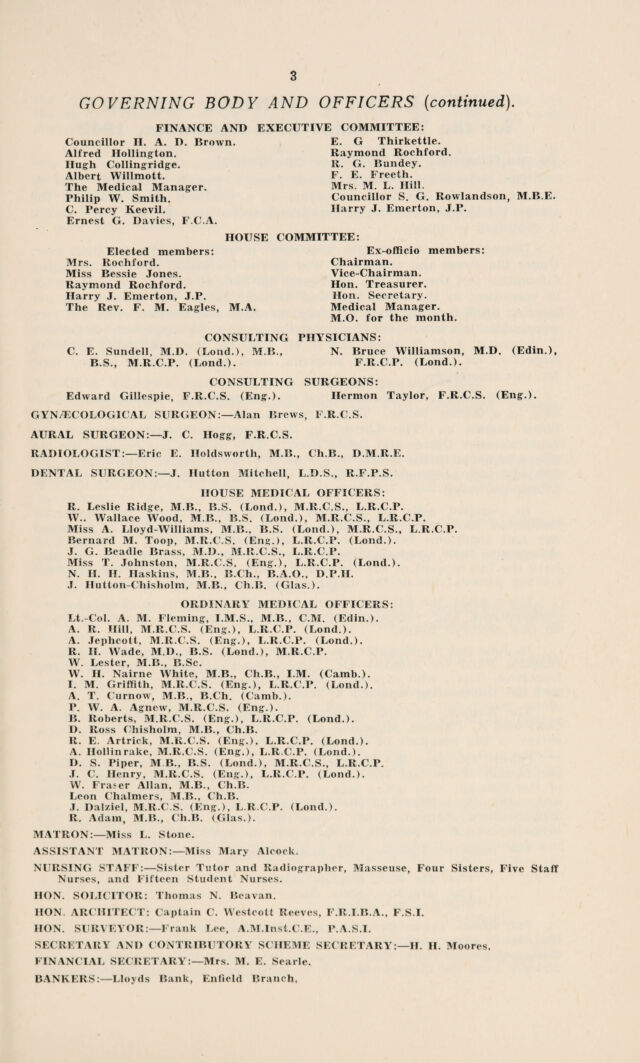 3
GOVERNING BODY AND OFFICERS (continued).
FINANCE AND EXECUTIVE COMMITTEE:
Councillor H. A. D. Brown.
Alfred Hollington.
Hugh Collingridge.
Albert Willmott.
The Medical Manager.
Philip W. Smith.
C. Percy Keevil.
Ernest G. Davies, F.C.A.
E. G Thirkettle.
Raymond Rochford.
R. G. Bundey.
F. E. Freeth.
Mrs. M. L. Hill.
Councillor S. G. Rowlandson, M.B.E.
Harry J. Emerton, J.P.
HOUSE COMMITTEE:
Elected members:
Mrs. Rochford.
Miss Bessie Jones.
Raymond Rochford.
Harry J. Emerton, J.P.
The Rev. F. M. Eagles, M.A.
Ex-officio members:
Chairman.
Vice-Chairman.
Hon. Treasurer.
Hon. Secretary.
Medical Manager.
M.O. for the month.
CONSULTING PHYSICIANS:
C. E. Sundell, M.D. (Lond.), M.B.,
B.S., M.R.C.P. (Lond.).
N. Bruce Williamson, M.D. (Edin.),
F.R.C.P. (Lond.).
CONSULTING SURGEONS:
Edward Gillespie, F.R.C.S. (Eng.).
Hermon Taylor, F.R.C.S. (Eng.).
GYNÆCOLOGICAL SURGEON:—Alan Brews, F.R.C.S.
AURAL SURGEON:—J. C. Hogg, F.R.C.S.
RADIOLOGIST:—Eric E. Holdsworth, M.B., Ch.B., D.M.R.E.
DENTAL SURGEON:—J. Hutton Mitchell, L.D.S., R.F.P.S.
HOUSE MEDICAL OFFICERS:
R. Leslie Ridge, M.B., B.S. (Lond.), M.R.C.S., L.R.C.P.
W.. Wallace Wood, M.B., B.S. (Lond.), M.R.C.S., L.R.C.P.
Miss A. Lloyd-Williams, M.B., B.S. (Lond.), M.R.C.S., L.R.C.P.
Bernard M. Toop, M.R.C.S. (Eng.), L.R.C.P. (Lond.).
J. G. Beadle Brass, M.D., M.R.C.S., L.R.C.P.
Miss T. Johnston, M.R.C.S. (Eng.), L.R.C.P. (Lond.).
N. H. H. Haskins, M.B., B.Ch., B.A.O., D.P.H.
J. Hutton-Chisholm, M.B., Ch.B. (Glas.).
ORDINARY MEDICAL OFFICERS:
Lt.-Col. A. M. Fleming, I.M.S., M.B., C.M. (Edin.).
A. R. Hill, M.R.C.S. (Eng.), L.R.C.P. (Lond.).
A. Jephcott, M.R.C.S. (Eng.), L.R.C.P. (Lond.).
R. H. Wade, M.D., B.S. (Lond.), M.R.C.P.
W. Lester, M.B., B.Sc.
W. H. Nairne White, M.B., Ch.B., I.M. (Camb.).
I. M. Griffith, M.R.C.S. (Eng.), L.R.C.P. (Lond.).
A. T. Curnow, M.B., B.Ch. (Camb.).
P. W. A. Agnew, M.R.C.S. (Eng.).
B. Roberts, M.R.C.S. (Eng.), L.R.C.P. (Lond.).
D. Ross Chisholm, M.B., Ch.B.
R. E. Artrick, M.R.C.S. (Eng.), L.R.C.P. (Lond.).
A. Hollinrake, M.R.C.S. (Eng.), L.R.C.P. (Lond.).
D. S. Piper, M.B., B.S. (Lond.), M.R.C.S., L.R.C.P.
J. C. Henry, M.R.C.S. (Eng.), L.R.C.P. (Lond.).
W. Fraser Allan, M.B., Ch.B.
Leon Chalmers, M.B., Ch.B.
J. Dalziel, M.R.C.S. (Eng.), L.R.C.P. (Lond.).
R. Adam, M.B., Ch.B. (Glas.).
MATRON:—Miss L. Stone.
ASSISTANT MATRON:—Miss Mary Alcock.
NURSING STAFF:—Sister Tutor and Radiographer, Masseuse, Four Sisters, Five Staff
Nurses, and Fifteen Student Nurses.
HON. SOLICITOR: Thomas N. Beavan.
HON. ARCHITECT: Captain C. Westcott Reeves, F.R.I.B.A., F.S.I.
HON. SURVEYOR:—Frank Lee, A.M.Inst.C.E., P.A.S.I.
SECRETARY AND CONTRIBUTORY SCHEME SECRETARY:—H. H. Moores.
FINANCIAL SECRETARY:—Mrs. M. E. Searle.
BANKERS:—Lloyds Bank, Enfield Branch.